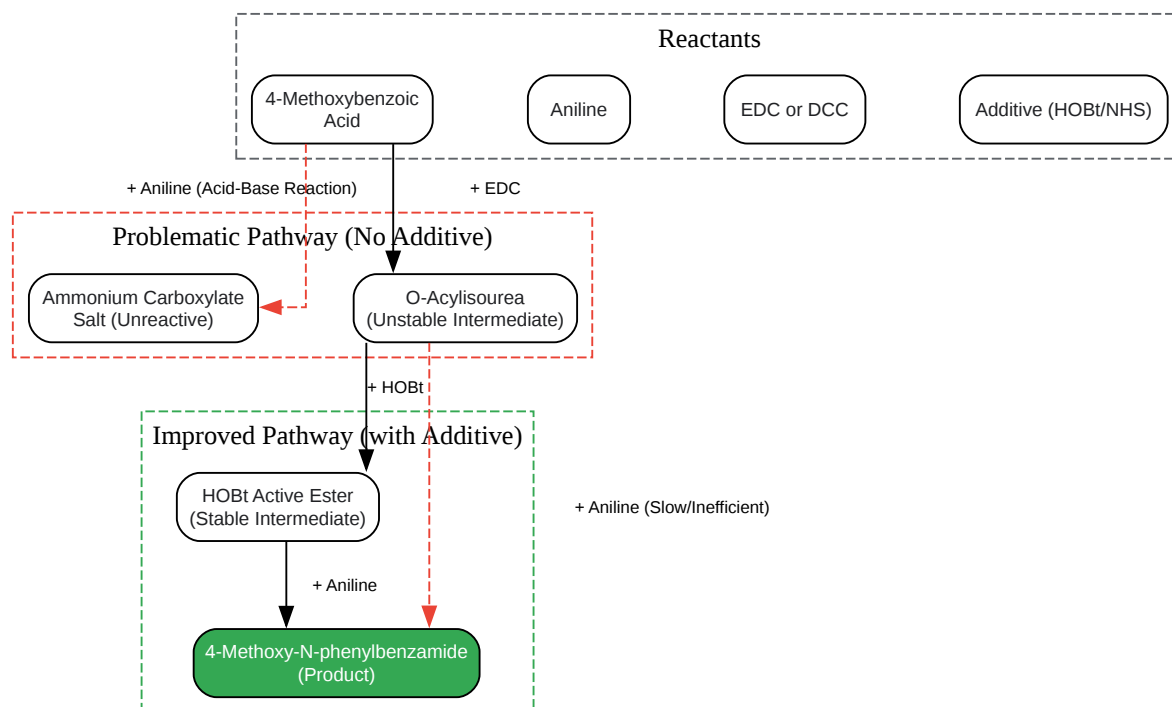 Reactants
4-Methoxybenzoic
Acid
Aniline
EDC or DCC
Additive (HOBt/NHS)
+ Aniline (Acid-Base Reaction)
+ EDC
Problematic Pathway (No Additive)
Ammonium Carboxylate
Salt (Unreactive)
O-Acylisourea
(Unstable Intermediate)
+ HOBt
Improved Pathway (with Additive)
HOBt Active Ester
(Stable Intermediate)
+ Aniline (Slow/Inefficient)
+ Aniline
4-Methoxy-N-phenylbenzamide
(Product)